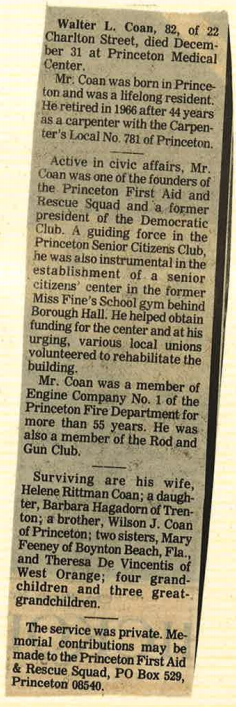 Walter L. Coan, 82, of 22
Charlton Street, died Decem-
ber 31 at Princeton Medical
Center.
Mr. Coan was born in Prince-
ton and was a lifelong resident.
He retired in 1966 after 44 years
as a carpenter with the Carpen-
ter's Local No. 781 of Princeton.
Active in civic affairs, Mr.
Coan was one of the founders of
the Princeton First Aid and
Rescue Squad and a former
president of the Democratic
Club. A guiding force in the
Princeton Senior Citizens Club,
he was also instrumental in the
establishment of a senior
citizens' center in the former
Miss Fine's School gym behind
Borough Hall. He helped obtain
funding for the center and at his
urging, various local unions
volunteered to rehabilitate the
building.
Mr. Coan was a member of
Engine Company No. 1 of the
Princeton Fire Department for
more than 55 years. He was
also a member of the Rod and
Gun Club.
Surviving are his wife,
Helene Rittman Coan; a daugh-
ter, Barbara Hagadorn of Tren-
ton; a brother, Wilson J. Coan
of Princeton; two sisters, Mary
Feeney of Boynton Beach, Fla.,
and Theresa De Vincentis of
West Orange; four grand-
children and three great-
grandchildren.
The service was private. Me-
morial contributions may be
made to the Princeton First Aid
& Rescue Squad, PO Box 529,
Princeton 08540.